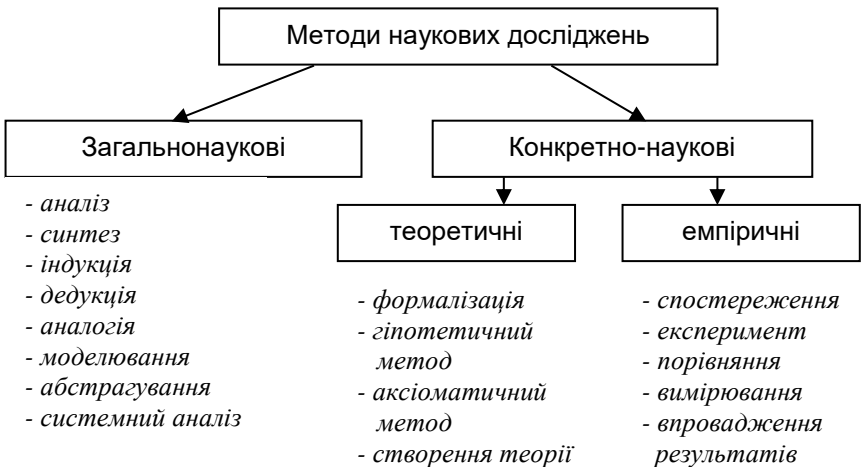 Методи наукових досліджень
Загальнонаукові
- аналіз
- синтез
- індукція
- дедукція
- аналогія
- моделювання
- абстрагування
- системний аналіз
Конкретно-наукові
теоретичні
- формалізація
- гіпотетичний
метод
- аксіоматичний
метод
- створення теорії
емпіричні
- спостереження
- експеримент
- порівняння
- вимірювання
- впровадження
результатів